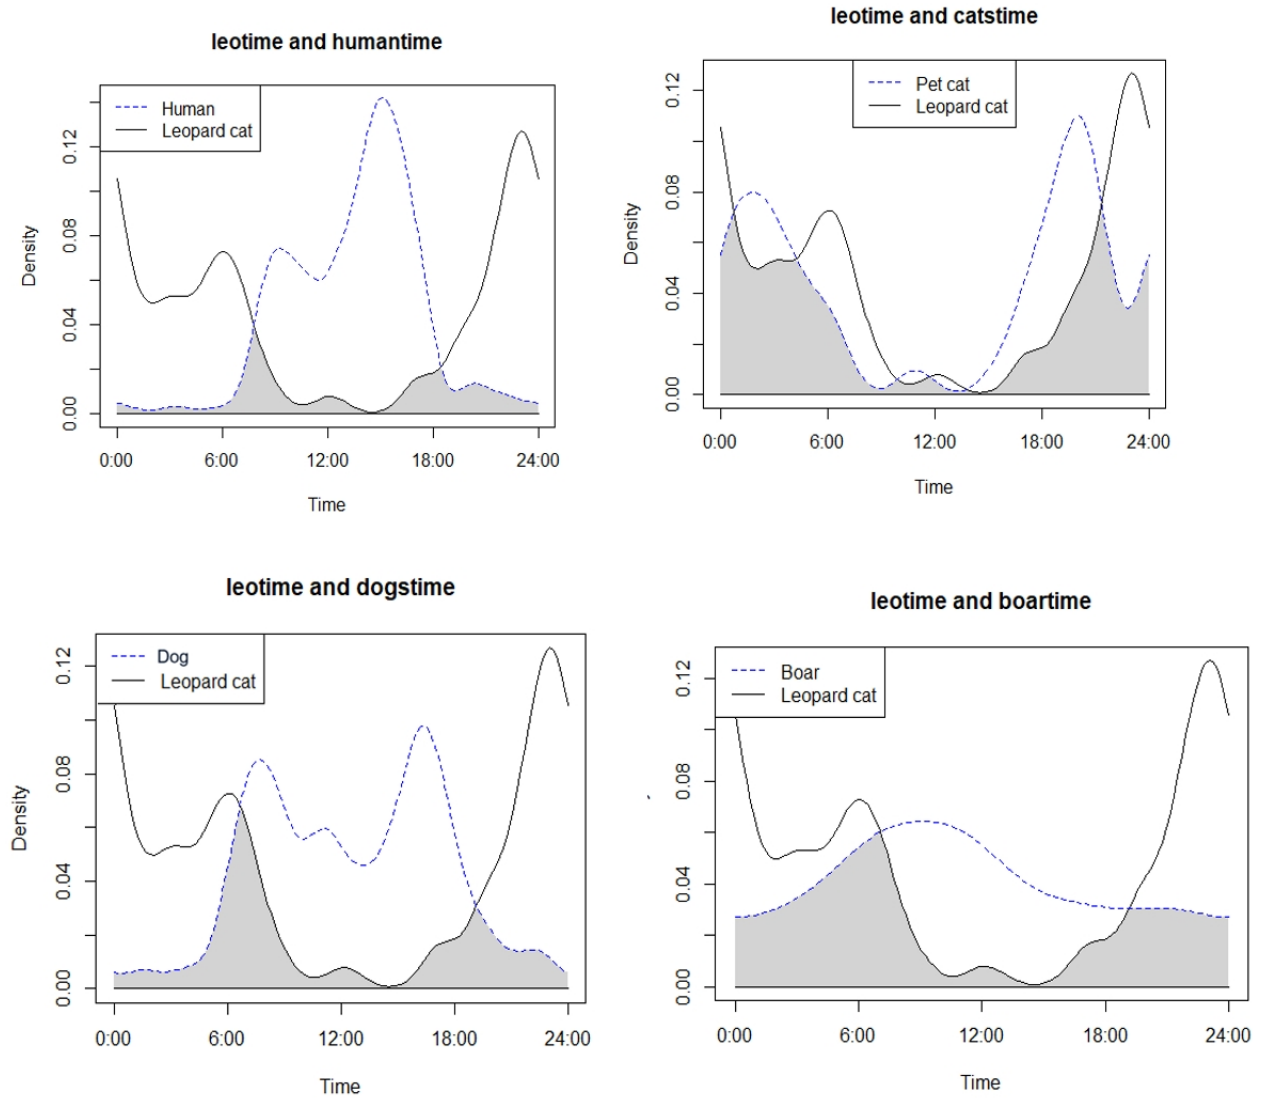 leotime and humantime
Human
Leopard cat
Density
0.00
0.04
0.08
0.12
0:00 6:00 12:00 18:00 24:00
Time
leotime and catstime
Pet cat
Leopard cat
Density
0.00
0.04
0.08
0.12
0:00 6:00 12:00 18:00 24:00
Time
leotime and dogstime
Dog
Leopard cat
Density
0.00
0.04
0.08
0.12
0:00 6:00 12:00 18:00 24:00
Time
leotime and boartime
Boar
Leopard cat
0.00
0.04
0.08
0.12
0:00 6:00 12:00 18:00 24:00
Time